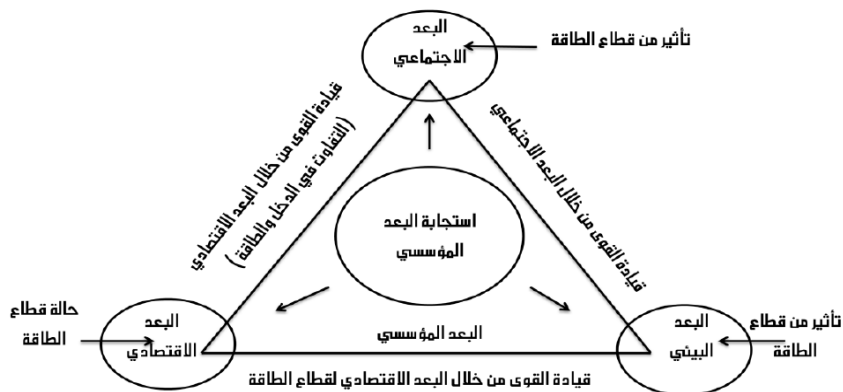 البعد
الاجتماعي
تأثير من قطاع الطاقة
قيادة القوى من خلال البعد الاقتصادي
(التفاوت في الدخل والطاقة)
قيادة القوى من خلال البعد الاجتماعي
استجابة البعد
المؤسسي
حالة قطاع
الطاقة
البعد
الاقتصادي
البعد المؤسسي
البعد
البيئي
تأثير من قطاع
الطاقة
قيادة القوى من خلال البعد الاقتصادي لقطاع الطاقة